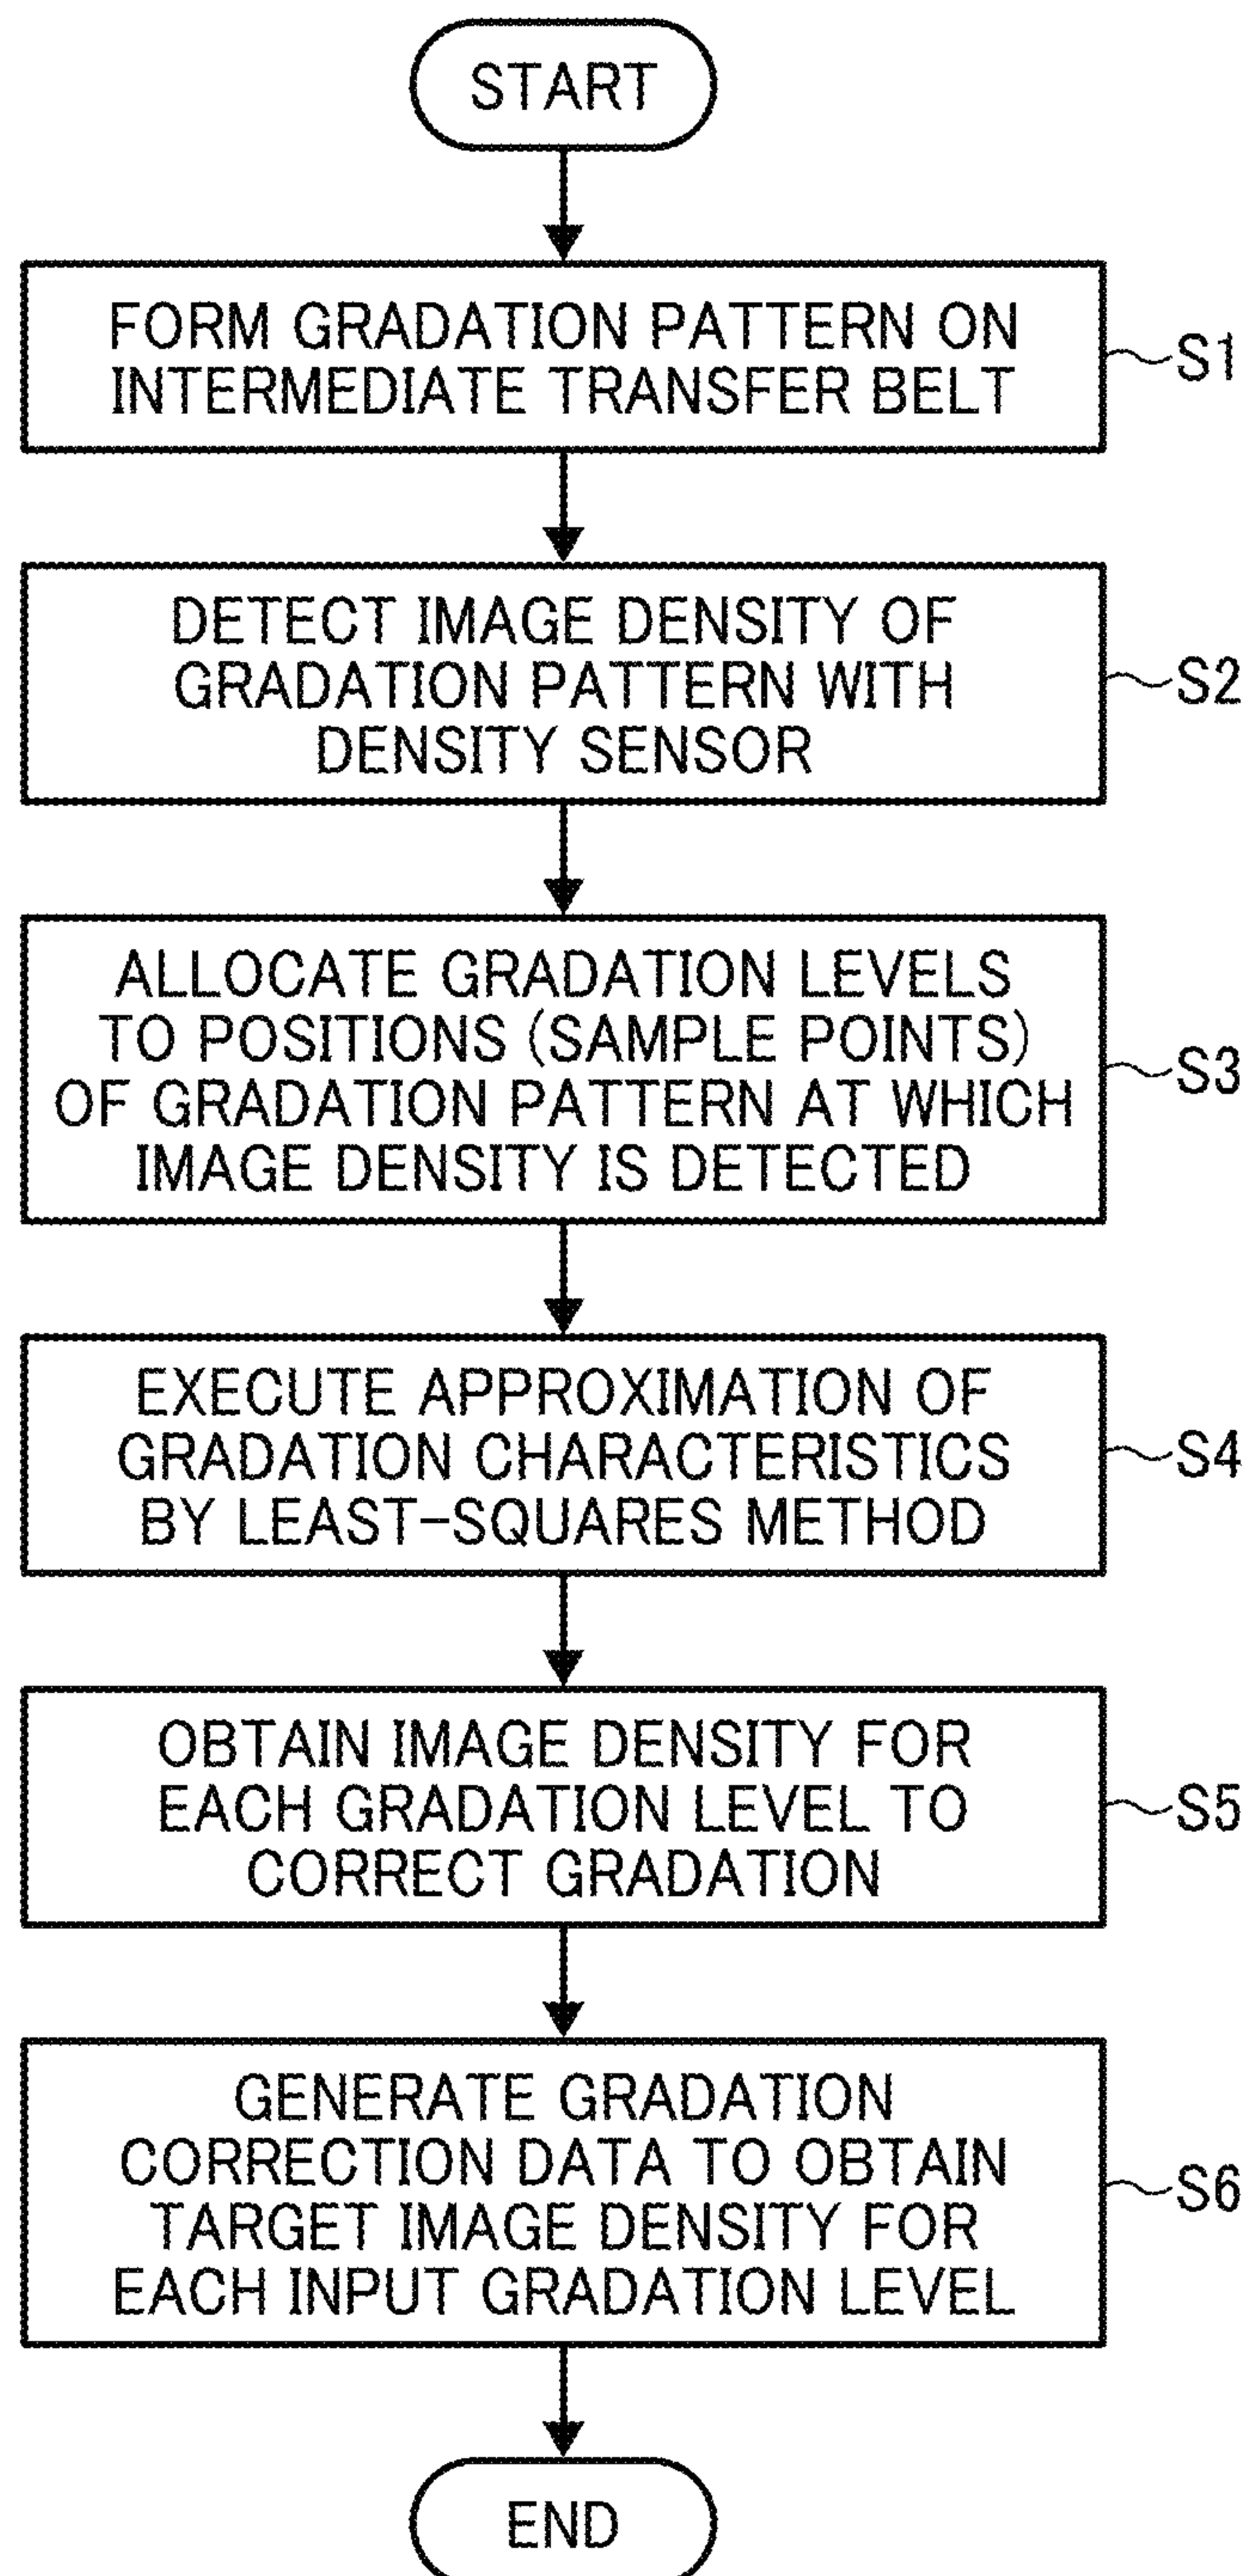 START
FORM GRADATION PATTERN ON
INTERMEDIATE TRANSFER BELT
S1
DETECT IMAGE DENSITY OF
GRADATION PATTERN WITH
DENSITY SENSOR
S2
ALLOCATE GRADATION LEVELS
TO POSITIONS (SAMPLE POINTS)
OF GRADATION PATTERN AT WHICH
IMAGE DENSITY IS DETECTED
S3
EXECUTE APPROXIMATION OF
GRADATION CHARACTERISTICS
BY LEAST-SQUARES METHOD
S4
OBTAIN IMAGE DENSITY FOR
EACH GRADATION LEVEL TO
CORRECT GRADATION
S5
GENERATE GRADATION
CORRECTION DATA TO OBTAIN
TARGET IMAGE DENSITY FOR
EACH INPUT GRADATION LEVEL
S6
END